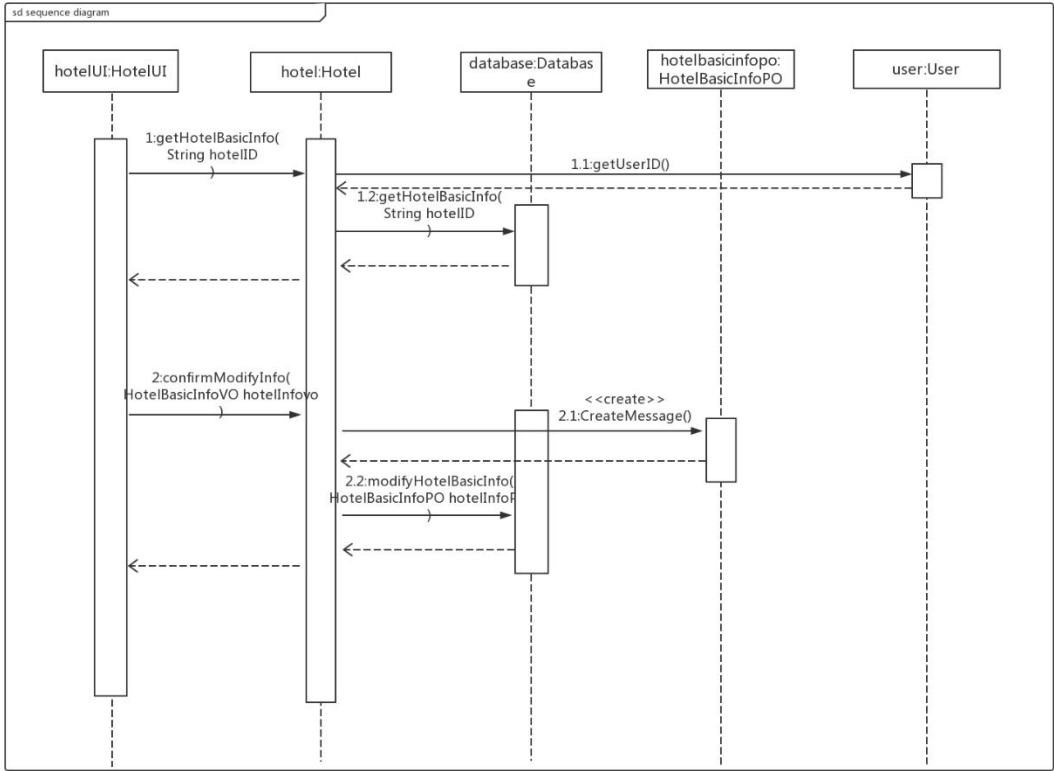 sd sequence diagram
hotelUI:HotelUI
hotel:Hotel
database:Databas
e
hotelbasicinfopo:
HotelBasicInfoPO
user:User
1:getHotelBasicInfo(
String hotelID
)
1.1:getUserID()
1.2:getHotelBasicInfo(
String hotelID
)
2:confirmModifyInfo(
HotelBasicInfoVO hotelInfovo
)
<<create>>
2.1:CreateMessage()
2.2:modifyHotelBasicInfo(
HotelBasicInfoPO hotelInfoP
)